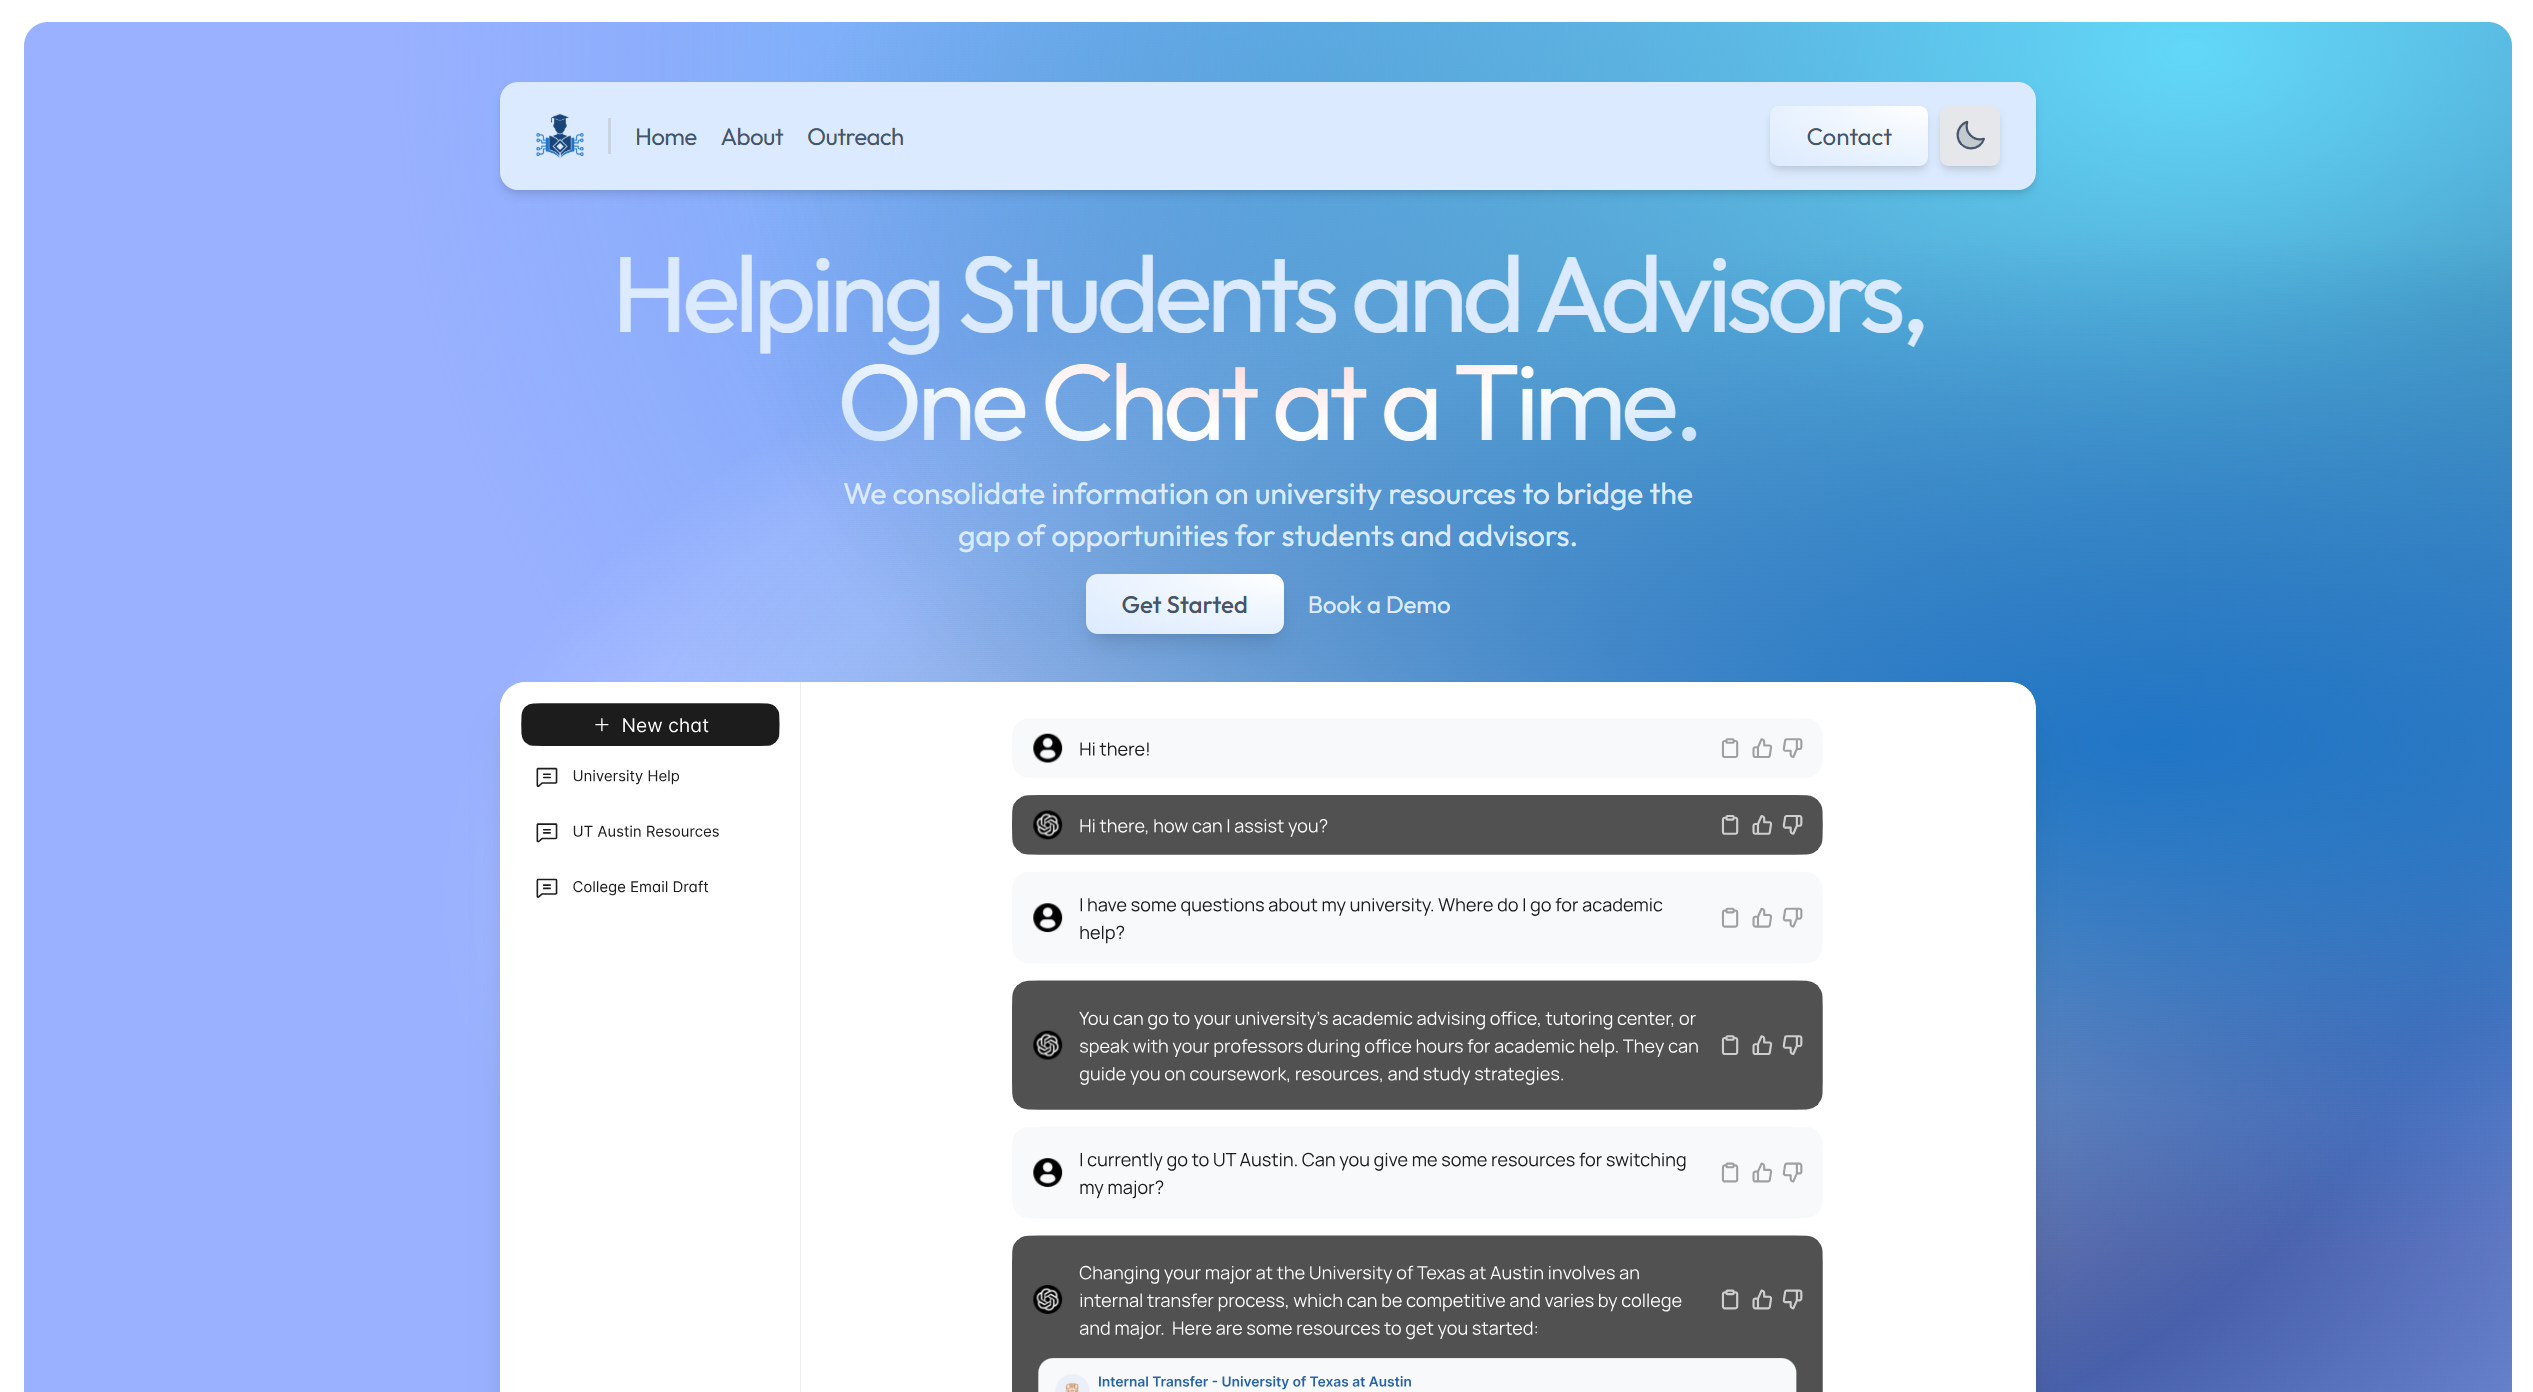 Home About Outreach
Contact
Helping Students and Advisors,
One Chat at a Time.
We consolidate information on university resources to bridge the
gap of opportunities for students and advisors.
Get Started
Book a Demo
+ New chat
University Help
UT Austin Resources
College Email Draft
Hi there!
Hi there, how can I assist you?
I have some questions about my university. Where do I go for academic
help?
You can go to your university's academic advising office, tutoring center, or
speak with your professors during office hours for academic help. They can
guide you on coursework, resources, and study strategies.
I currently go to UT Austin. Can you give me some resources for switching
my major?
Changing your major at the University of Texas at Austin involves an
internal transfer process, which can be competitive and varies by college
and major. Here are some resources to get you started:
Internal Transfer - University of Texas at Austin